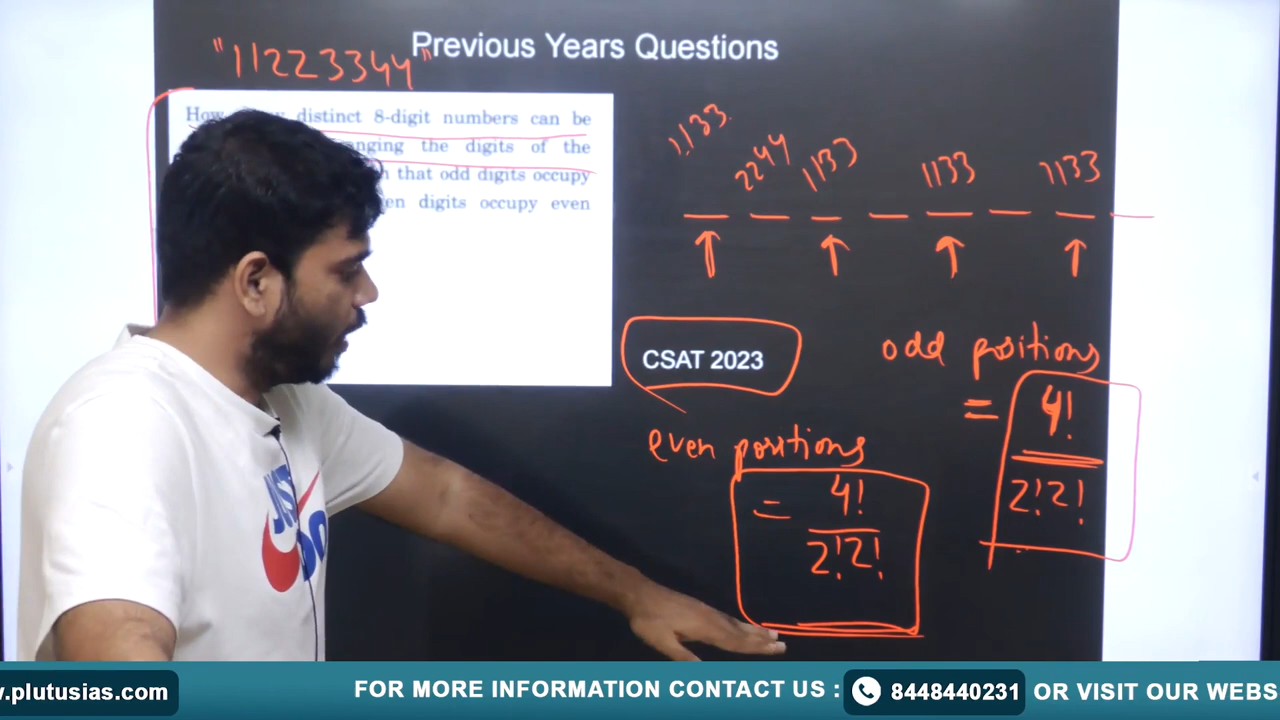 Previous Years Questions
"11223344"
How distinct 8-digit numbers can be
the digits of the
that odd digits occupy
digits occupy even
1133
2244
1133
1133
1133
CSAT 2023
odd positions
= 4!
2!2!
even positions
= 4!
2!2!
JUST
DO
.plutusias.com
FOR MORE INFORMATION CONTACT US :
8448440231
OR VISIT OUR WEBS